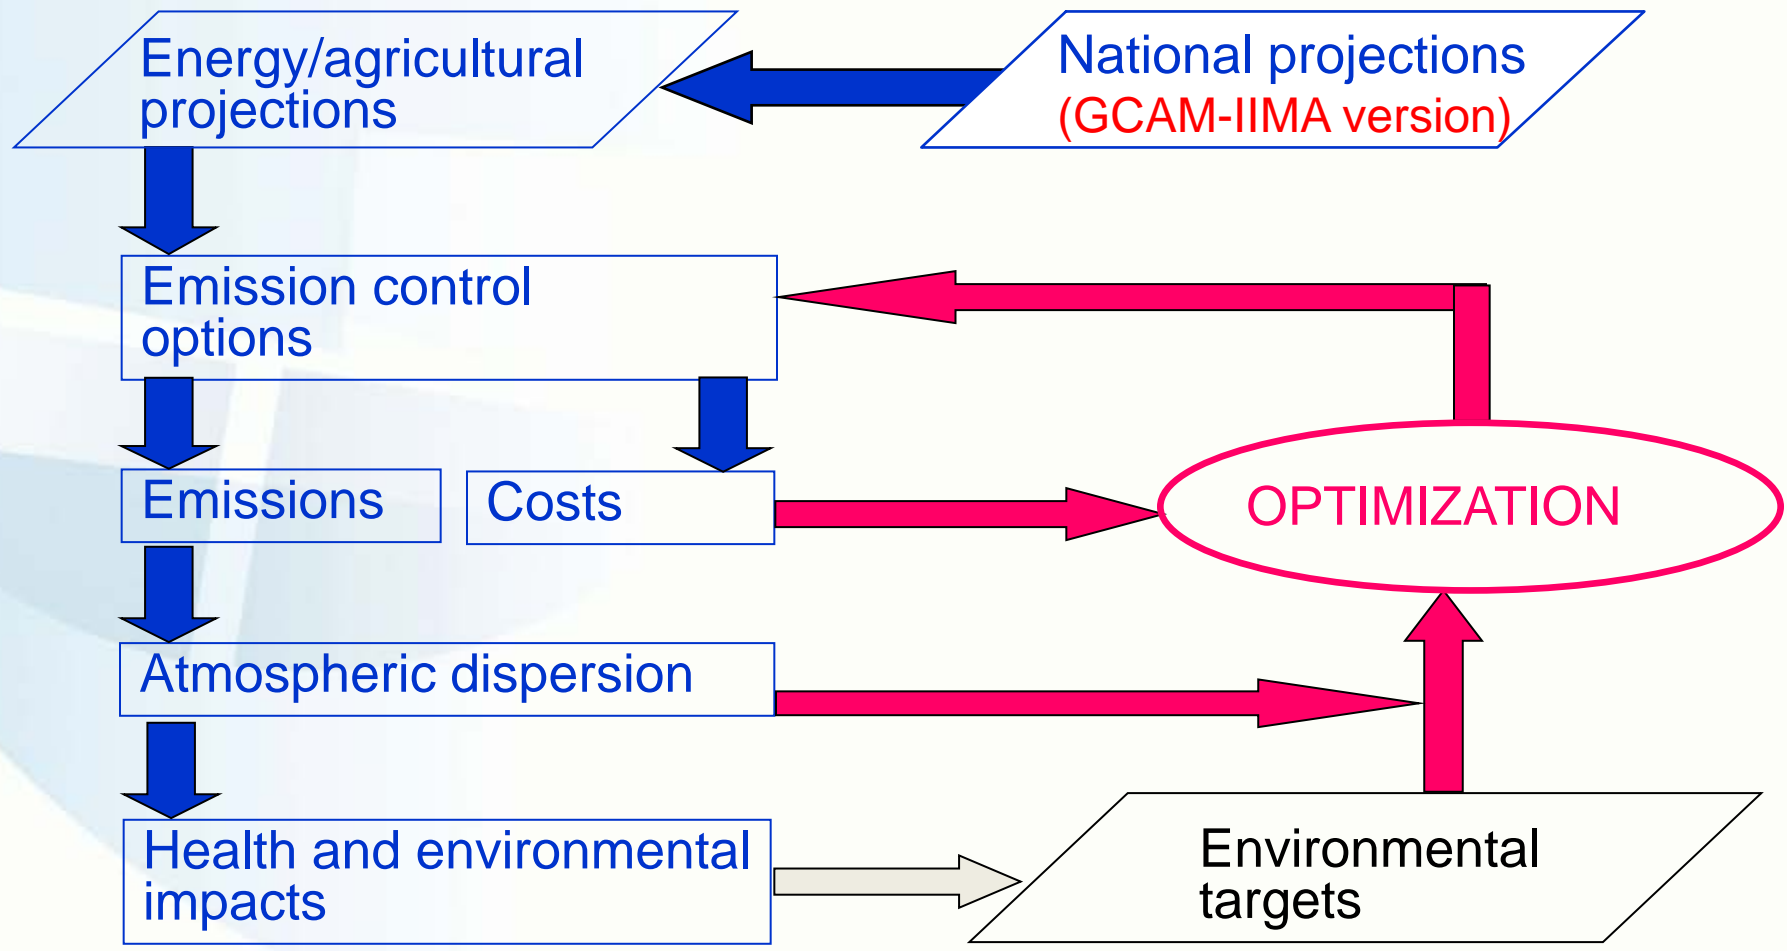 Energy/agricultural
projections
National projections
(GCAM-IIMA version)
Emission control
options
Emissions
Costs
OPTIMIZATION
Atmospheric dispersion
Health and environmental
impacts
Environmental
targets